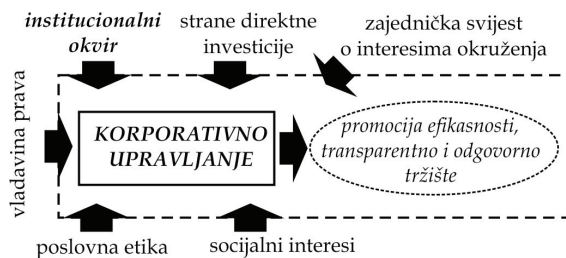 institucionalni
okvir
strane direktne
investicije
zajednička svijest
o interesima okruženja
vladavina prava
KORPORATIVNO
UPRAVLJANJE
promocija efikasnosti,
transparentno i odgovorno
tržište
poslovna etika
socijalni interesi